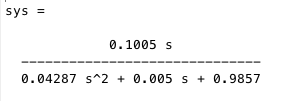 sys =
0.1005 s
------------------------------
0.04287 s^2 + 0.005 s + 0.9857